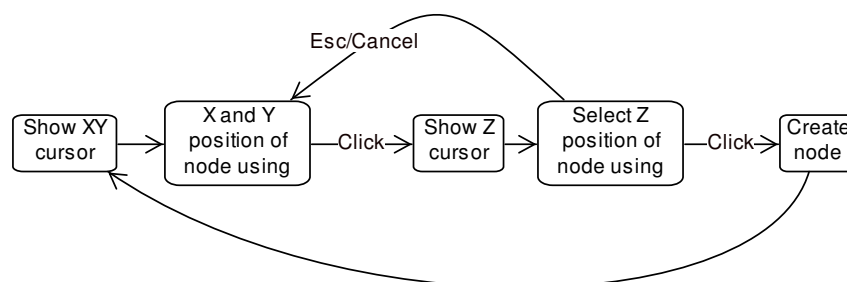 Esc/Cancel
Show XY
cursor
X and Y
position of
node using
Click
Show Z
cursor
Select Z
position of
node using
Click
Create
node